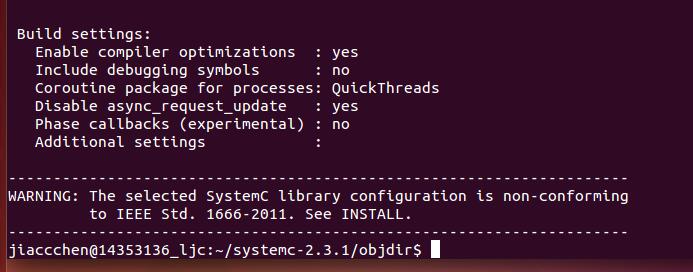 Build settings:
Enable compiler optimizations : yes
Include debugging symbols : no
Coroutine package for processes: QuickThreads
Disable async_request_update : yes
Phase callbacks (experimental) : no
Additional settings :
---------------------------------------------------------------------
WARNING: The selected SystemC library configuration is non-conforming
to IEEE Std. 1666-2011. See INSTALL.
---------------------------------------------------------------------
jiaccchen@14353136_ljc:~/systemc-2.3.1/objdir$